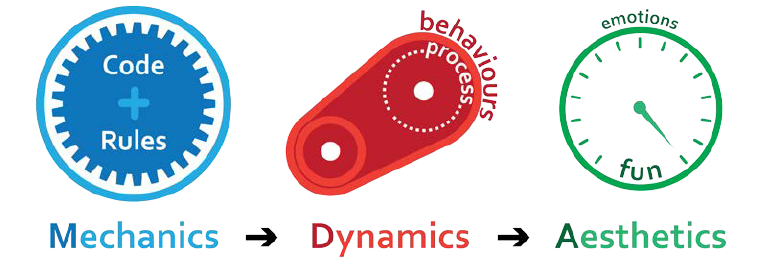 Code
+
Rules
behaviours
process
emotions
fun
Mechanics → Dynamics → Aesthetics